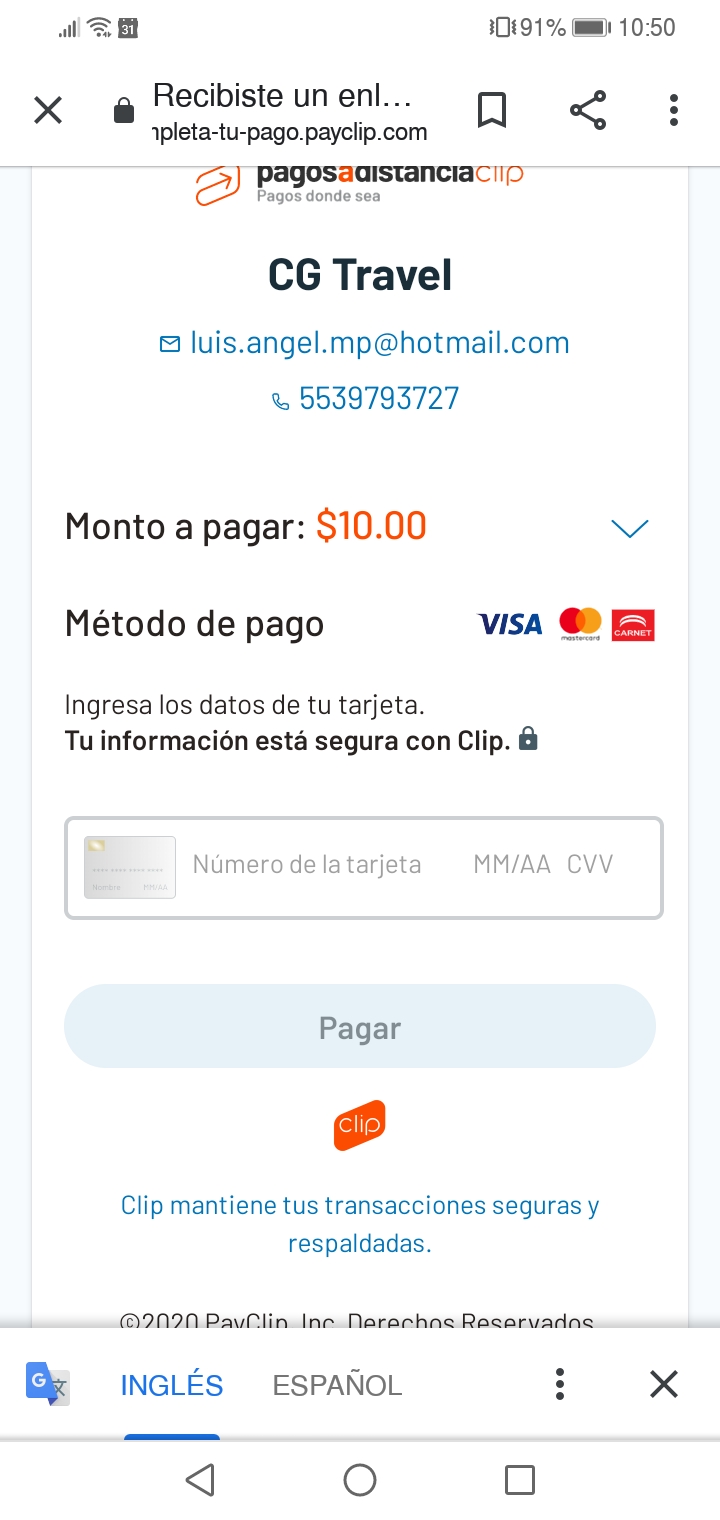 31 91% 10:50
Recibiste un enl...
npleta-tu-pago.payclip.com
pagosadistanciaclip
Pagos donde sea
CG Travel
luis.angel.mp@hotmail.com
5539793727
Monto a pagar: $10.00
Método de pago VISA mastercard CARNET
Ingresa los datos de tu tarjeta.
Tu información está segura con Clip.
Nombre MM/AA Número de la tarjeta MM/AA CVV
Pagar
clip
Clip mantiene tus transacciones seguras y
respaldadas.
©2020 PayClip, Inc. Derechos Reservados
G 文 INGLÉS ESPAÑOL